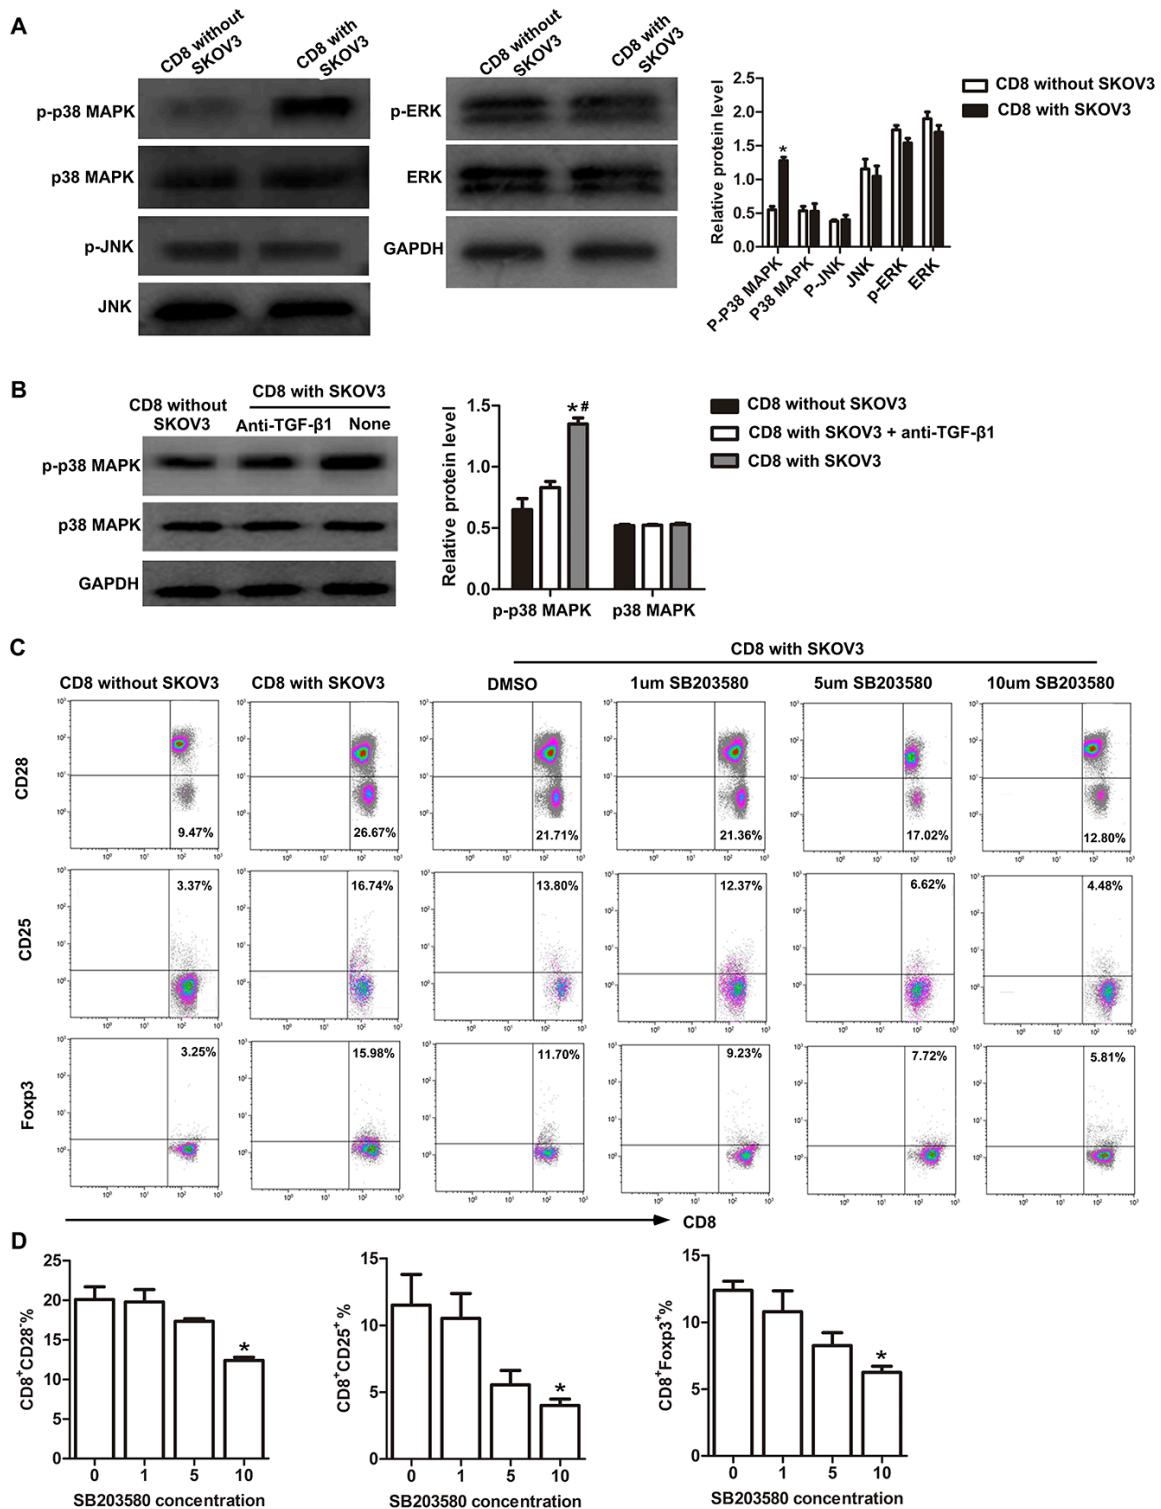 A
CD8 without
SKOV3
CD8 with
SKOV3
p-p38 MAPK
p38 MAPK
p-JNK
JNK
CD8 without
SKOV3
CD8 with
SKOV3
p-ERK
ERK
GAPDH
Relative protein level
2.5
2.0
1.5
1.0
0.5
0.0
*
P-P38 MAPK
P38 MAPK
P-JNK
JNK
p-ERK
ERK
CD8 without SKOV3
CD8 with SKOV3
B
CD8 without
SKOV3
CD8 with SKOV3
Anti-TGF-β1 None
p-p38 MAPK
p38 MAPK
GAPDH
Relative protein level
1.5
1.0
0.5
0.0
*#
p-p38 MAPK p38 MAPK
CD8 without SKOV3
CD8 with SKOV3 + anti-TGF-β1
CD8 with SKOV3
C
CD8 with SKOV3
CD8 without SKOV3 CD8 with SKOV3 DMSO 1um SB203580 5um SB203580 10um SB203580
CD28
9.47% 26.67% 21.71% 21.36% 17.02% 12.80%
CD25
3.37% 16.74% 13.80% 12.37% 6.62% 4.48%
Foxp3
3.25% 15.98% 11.70% 9.23% 7.72% 5.81%
CD8
D
CD8+CD28-%
25
20
15
10
5
0
*
0 1 5 10
SB203580 concentration
CD8+CD25+%
15
10
5
0
*
0 1 5 10
SB203580 concentration
CD8+Foxp3+%
15
10
5
0
*
0 1 5 10
SB203580 concentration